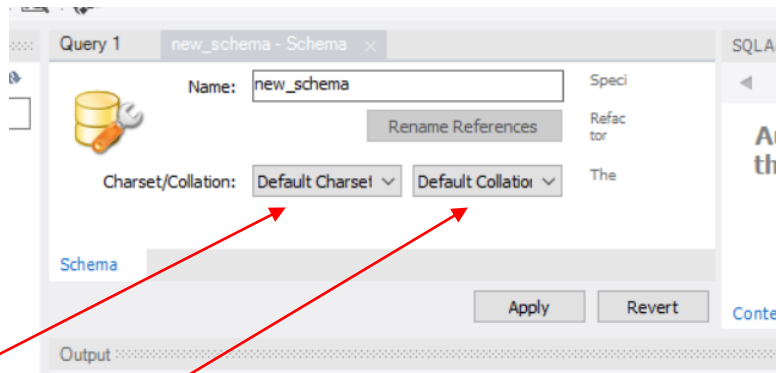 Query 1
new_schema - Schema
SQLA
Name:
new_schema
Speci
Rename References
Refac
tor
Charset/Collation:
Default Charset
Default Collation
The
Schema
Apply
Revert
Conte
Output